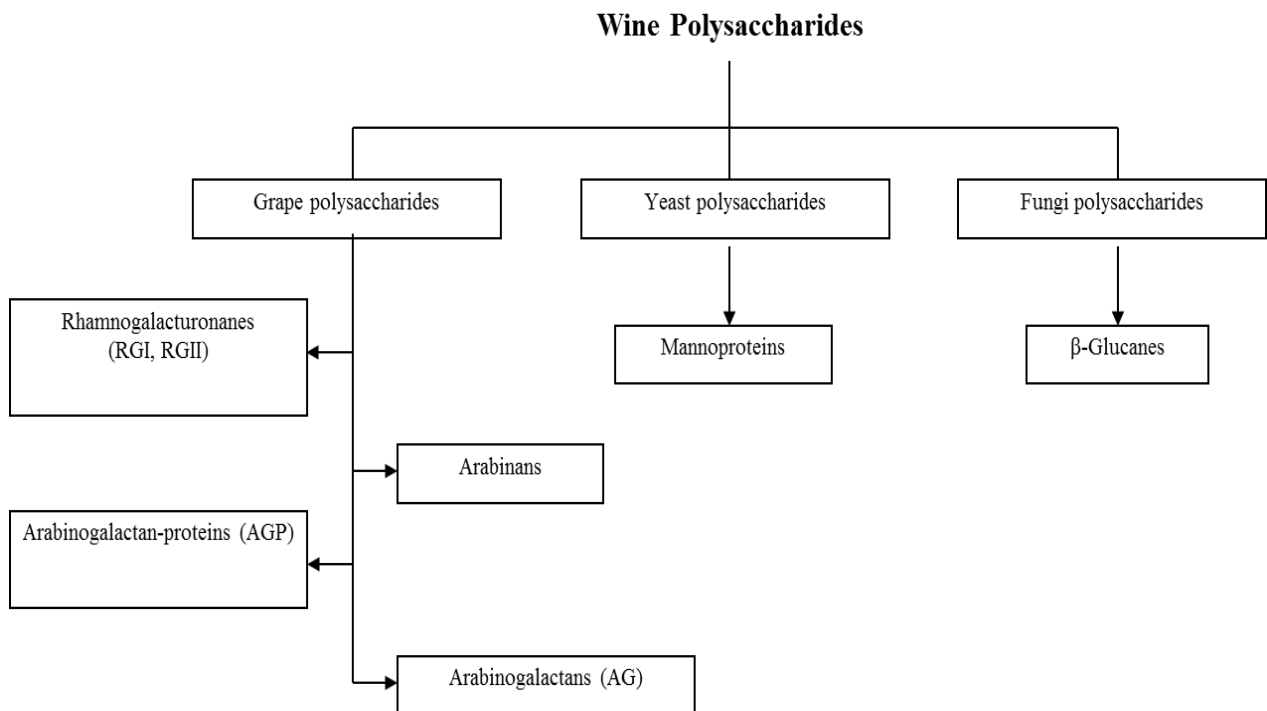 Wine Polysaccharides
Grape polysaccharides
Yeast polysaccharides
Fungi polysaccharides
Rhamnogalacturonanes
(RGI, RGII)
Mannoproteins
β-Glucanes
Arabinans
Arabinogalactan-proteins (AGP)
Arabinogalactans (AG)